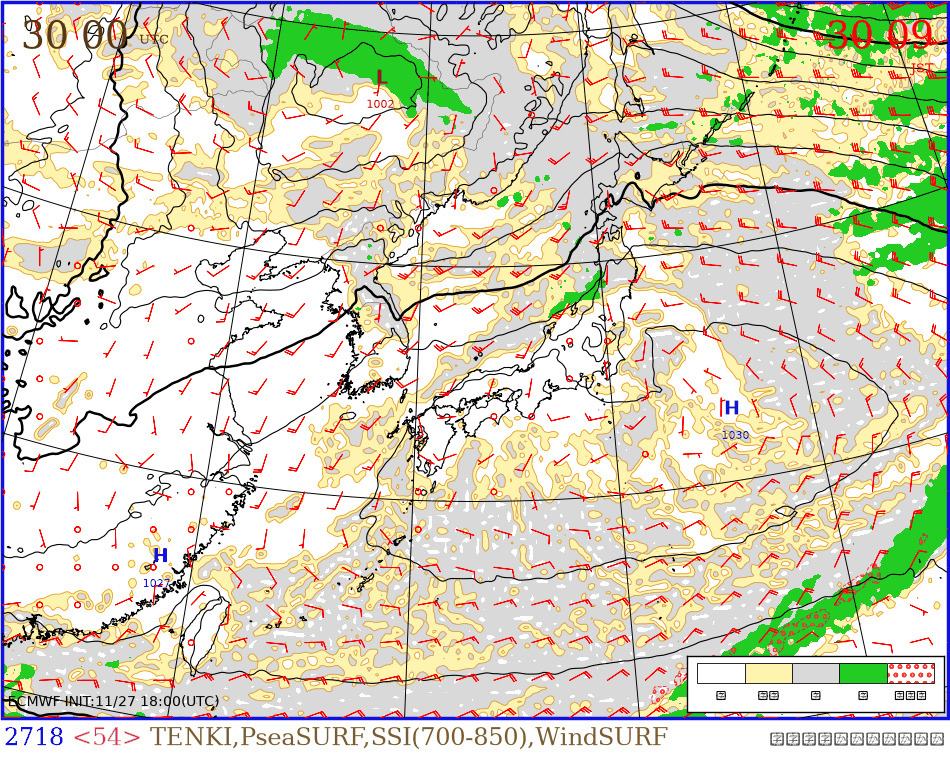 30 00 UTC
30 09
JST
L
1002
H
1030
H
1027
ECMWF INIT:11/27 18:00(UTC)
2718 <54> TENKI,PseaSURF,SSI(700-850),WindSURF